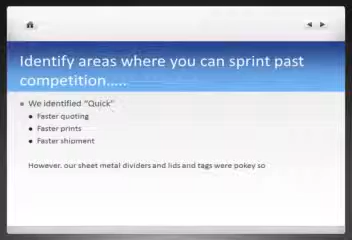 Identify areas where you can sprint past
competition.....
We identified "Quick"
Faster quoting
Faster prints
Faster shipment
However, our sheet metal dividers and lids and tags were pokey so